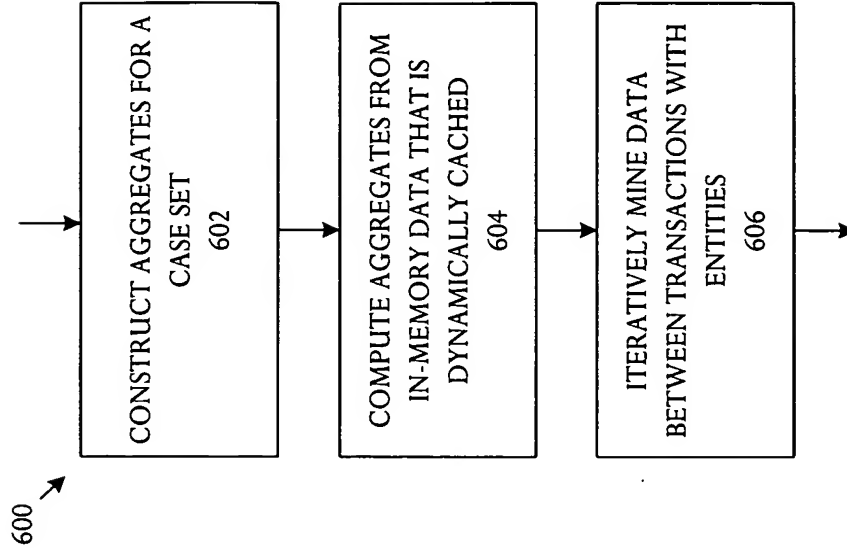 600
CONSTRUCT AGGREGATES FOR A
CASE SET
602
COMPUTE AGGREGATES FROM
IN-MEMORY DATA THAT IS
DYNAMICALLY CACHED
604
ITERATIVELY MINE DATA
BETWEEN TRANSACTIONS WITH
ENTITIES
606